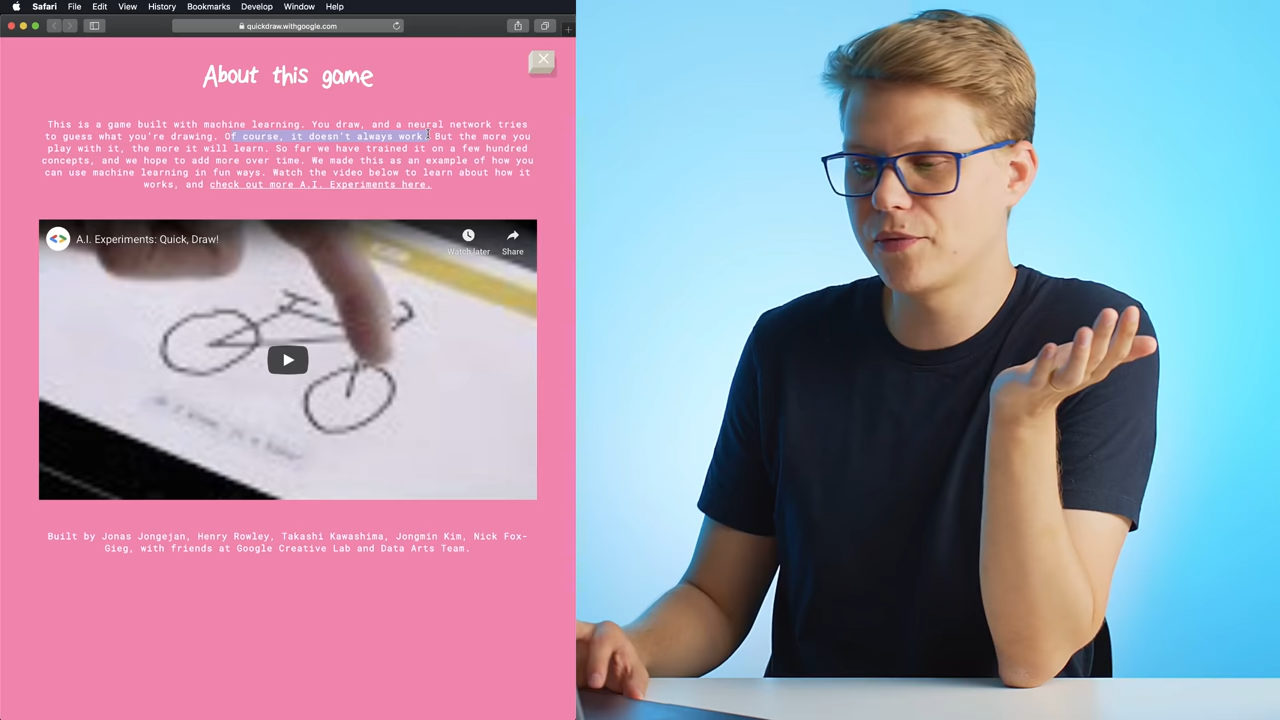 Safari File Edit View History Bookmarks Develop Window Help
quickdraw.withgoogle.com
About this game
This is a game built with machine learning. You draw, and a neural network tries
to guess what you're drawing. Of course, it doesn't always work. But the more you
play with it, the more it will learn. So far we have trained it on a few hundred
concepts, and we hope to add more over time. We made this as an example of how you
can use machine learning in fun ways. Watch the video below to learn about how it
works, and check out more A.I. Experiments here.
A.I. Experiments: Quick, Draw!
Watch later
Share
Built by Jonas Jongejan, Henry Rowley, Takashi Kawashima, Jongmin Kim, Nick Fox-
Gieg, with friends at Google Creative Lab and Data Arts Team.